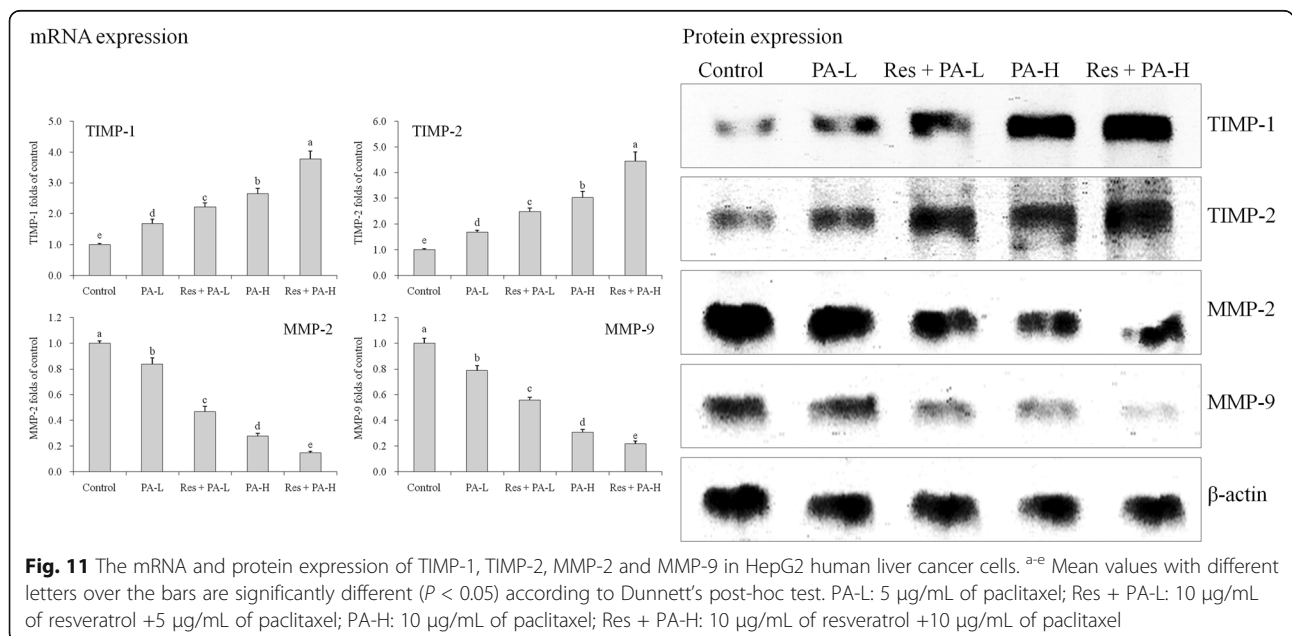 mRNA expression
Protein expression
Control PA-L Res + PA-L PA-H Res + PA-H
TIMP-1
TIMP-2
MMP-2
MMP-9
β-actin
TIMP-1
TIMP-1 folds of control
5.0
4.0
3.0
2.0
1.0
0.0
e
d
c
b
a
Control PA-L Res + PA-L PA-H Res + PA-H
TIMP-2
TIMP-2 folds of control
6.0
5.0
4.0
3.0
2.0
1.0
0.0
e
d
c
b
a
Control PA-L Res + PA-L PA-H Res + PA-H
MMP-2
MMP-2 folds of control
1.2
1.0
0.8
0.6
0.4
0.2
0.0
a
b
c
d
e
Control PA-L Res + PA-L PA-H Res + PA-H
MMP-9
MMP-9 folds of control
1.2
1.0
0.8
0.6
0.4
0.2
0.0
a
b
c
d
e
Control PA-L Res + PA-L PA-H Res + PA-H
Fig. 11 The mRNA and protein expression of TIMP-1, TIMP-2, MMP-2 and MMP-9 in HepG2 human liver cancer cells. a-e Mean values with different
letters over the bars are significantly different (P < 0.05) according to Dunnett's post-hoc test. PA-L: 5 μg/mL of paclitaxel; Res + PA-L: 10 μg/mL
of resveratrol +5 μg/mL of paclitaxel; PA-H: 10 μg/mL of paclitaxel; Res + PA-H: 10 μg/mL of resveratrol +10 μg/mL of paclitaxel